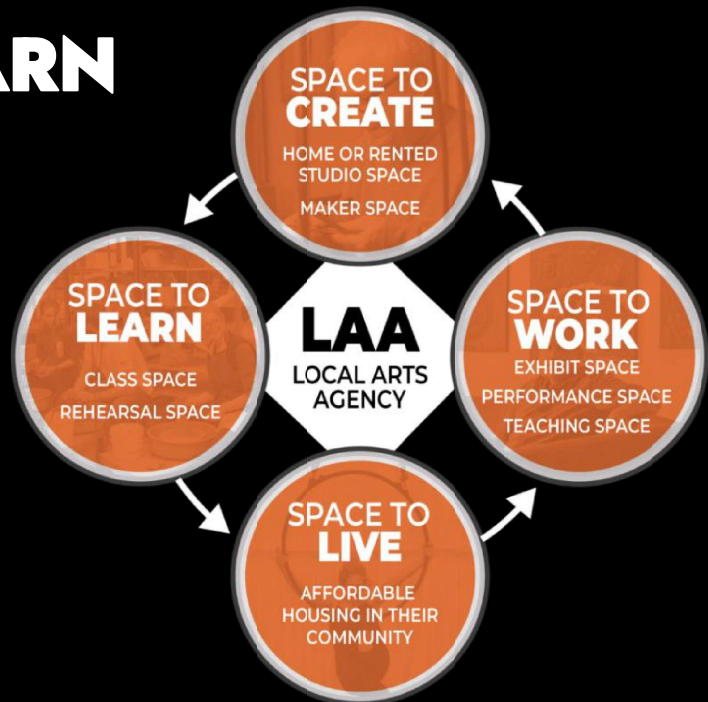 SPACE TO
CREATE
HOME OR RENTED
STUDIO SPACE
MAKER SPACE
SPACE TO
LEARN
CLASS SPACE
REHEARSAL SPACE
LAA
LOCAL ARTS
AGENCY
SPACE TO
WORK
EXHIBIT SPACE
PERFORMANCE SPACE
TEACHING SPACE
SPACE TO
LIVE
AFFORDABLE
HOUSING IN THEIR
COMMUNITY